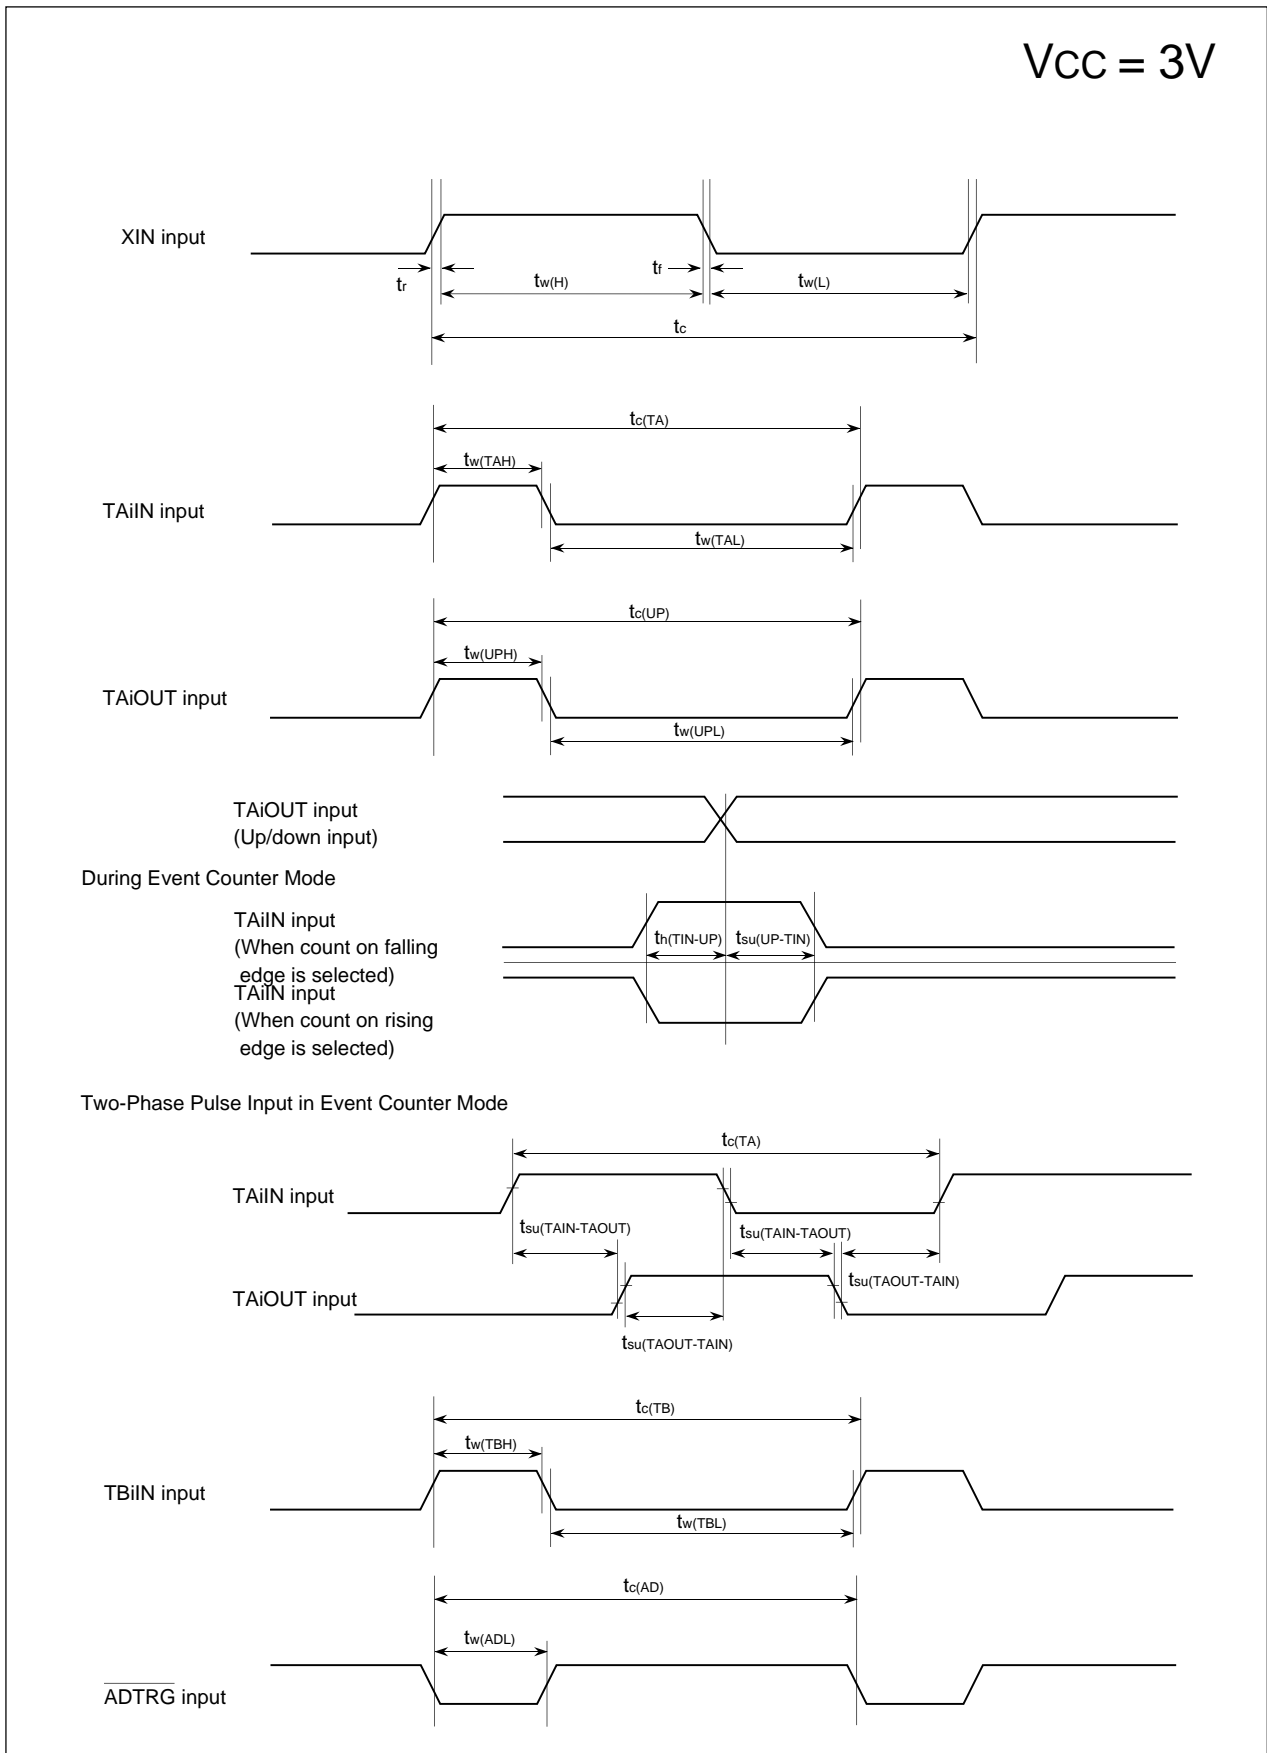 VCC = 3V
XIN input
tr
tw(H)
tf
tw(L)
tc
tc(TA)
tw(TAH)
TAiIN input
tw(TAL)
tc(UP)
tw(UPH)
TAiOUT input
tw(UPL)
TAiOUT input
(Up/down input)
During Event Counter Mode
TAiIN input
(When count on falling
edge is selected)
th(TIN-UP)
tsu(UP-TIN)
TAiIN input
(When count on rising
edge is selected)
Two-Phase Pulse Input in Event Counter Mode
tc(TA)
TAiIN input
tsu(TAIN-TAOUT)
tsu(TAIN-TAOUT)
tsu(TAOUT-TAIN)
TAiOUT input
tsu(TAOUT-TAIN)
tc(TB)
tw(TBH)
TBiIN input
tw(TBL)
tc(AD)
tw(ADL)
ADTRG input